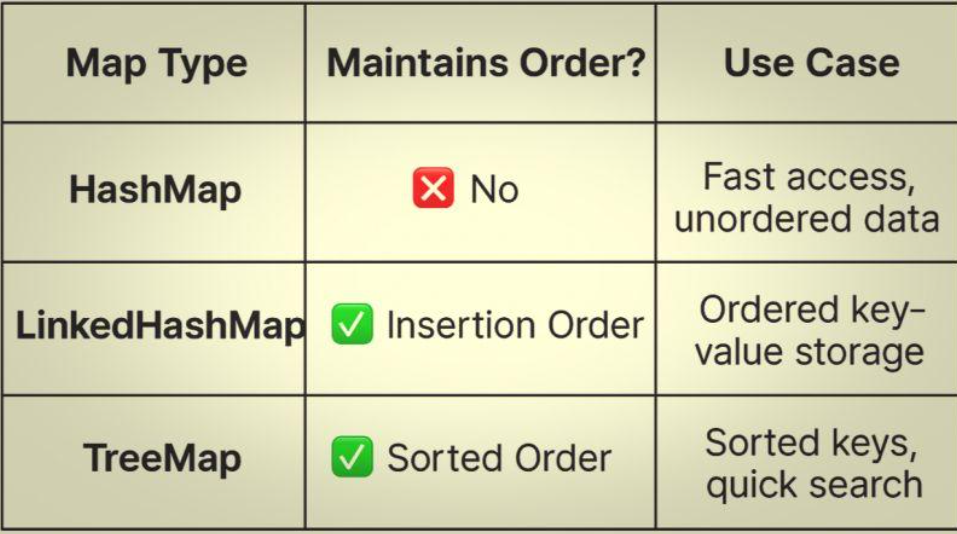 Map Type Maintains Order? Use Case
HashMap ❌ No Fast access,
unordered data
LinkedHashMap ✅ Insertion Order Ordered key-
value storage
TreeMap ✅ Sorted Order Sorted keys,
quick search